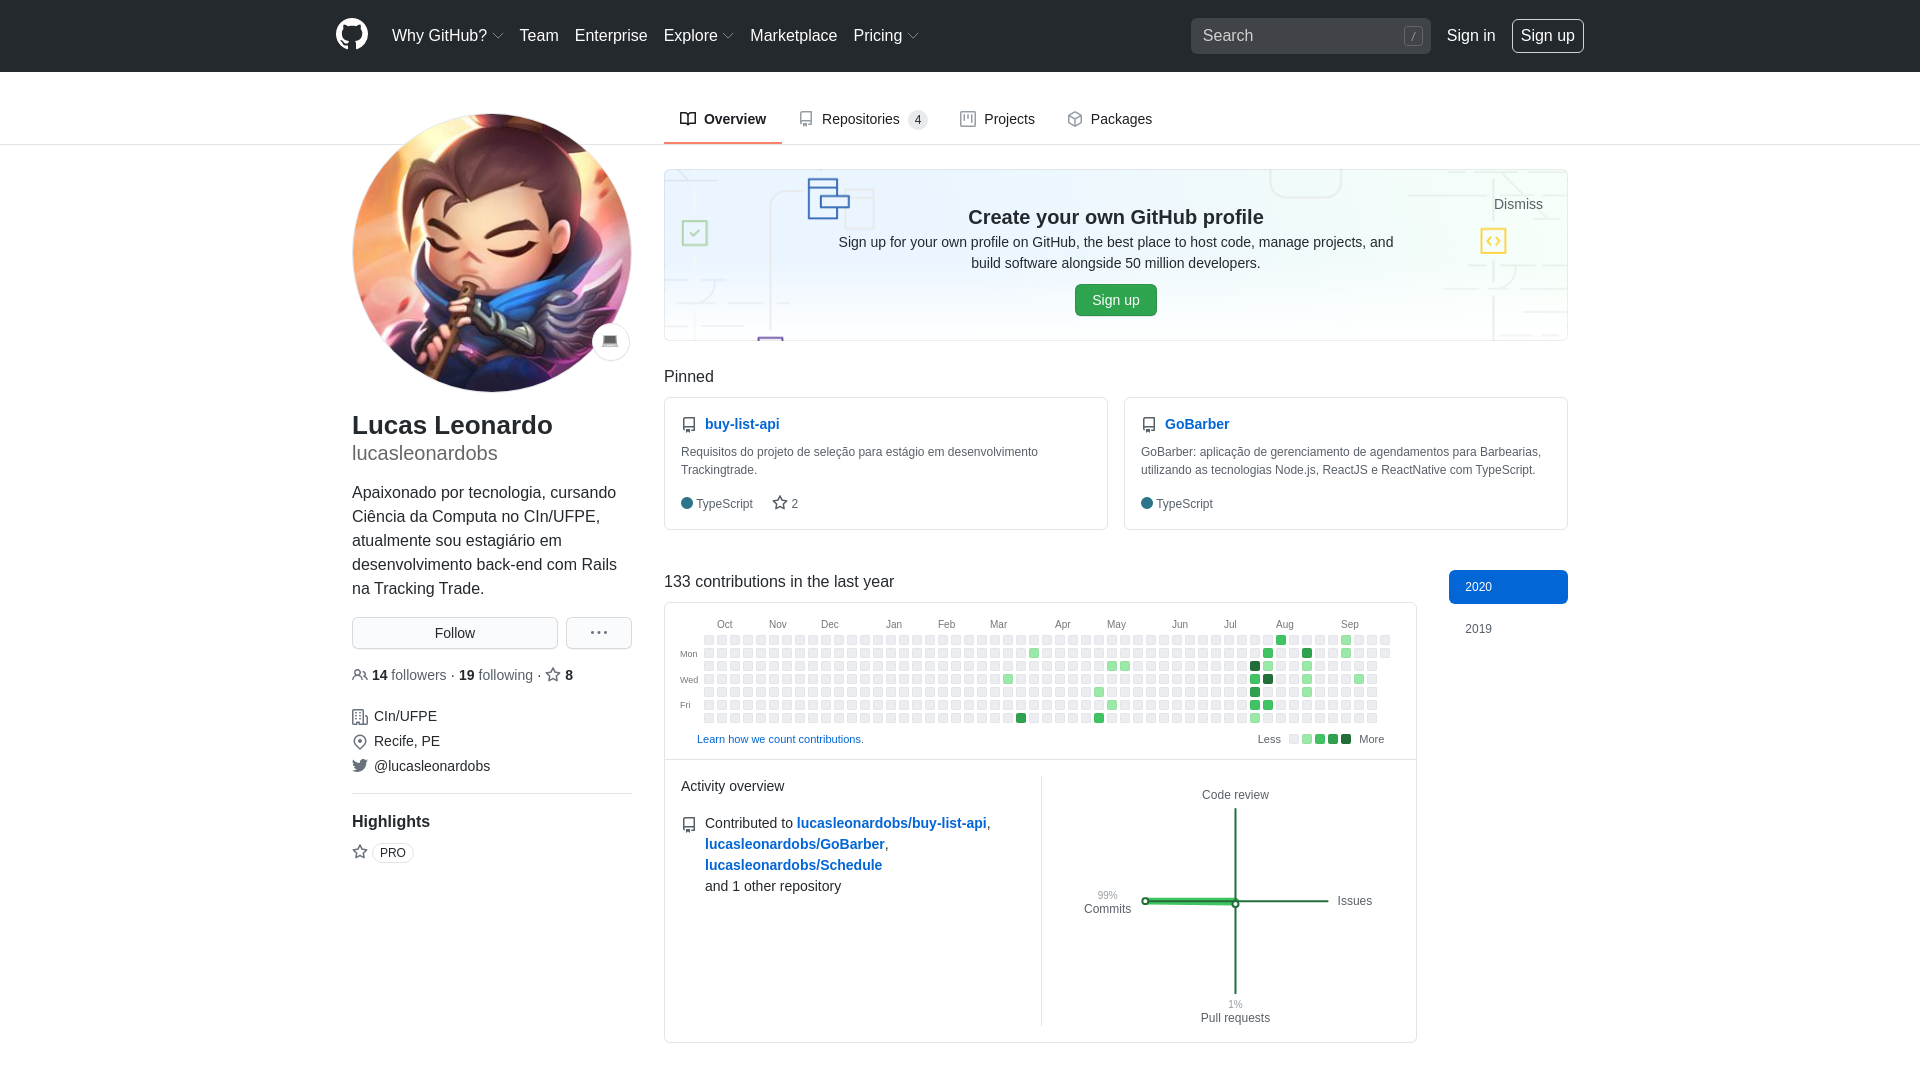 Why GitHub? Team Enterprise Explore Marketplace Pricing Search / Sign in Sign up
Overview Repositories 4 Projects Packages
Create your own GitHub profile
Dismiss
Sign up for your own profile on GitHub, the best place to host code, manage projects, and
build software alongside 50 million developers.
Sign up
Lucas Leonardo
lucasleonardobs
Apaixonado por tecnologia, cursando
Ciência da Computa no CIn/UFPE,
atualmente sou estagiário em
desenvolvimento back-end com Rails
na Tracking Trade.
Follow
14 followers · 19 following · 8
CIn/UFPE
Recife, PE
@lucasleonardobs
Highlights
PRO
Pinned
buy-list-api
Requisitos do projeto de seleção para estágio em desenvolvimento
Trackingtrade.
TypeScript 2
GoBarber
GoBarber: aplicação de gerenciamento de agendamentos para Barbearias,
utilizando as tecnologias Node.js, ReactJS e ReactNative com TypeScript.
TypeScript
133 contributions in the last year
2020
2019
Oct Nov Dec Jan Feb Mar Apr May Jun Jul Aug Sep
Mon
Wed
Fri
Learn how we count contributions.
Less More
Activity overview
Contributed to lucasleonardobs/buy-list-api,
lucasleonardobs/GoBarber,
lucasleonardobs/Schedule
and 1 other repository
Code review
99%
Commits
Issues
1%
Pull requests